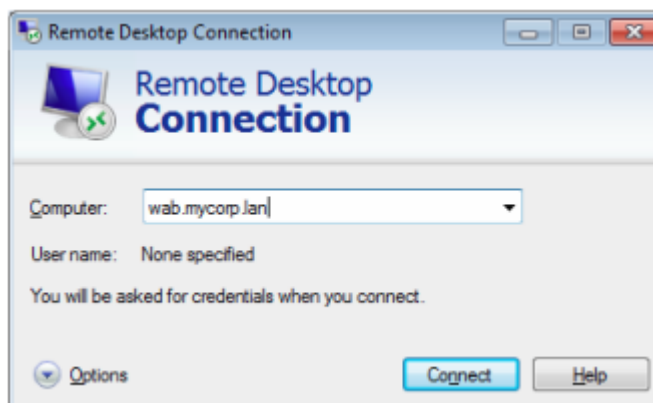 Remote Desktop Connection
Remote Desktop
Connection
Computer: wab.mycorp.lan
User name: None specified
You will be asked for credentials when you connect.
Options Connect Help